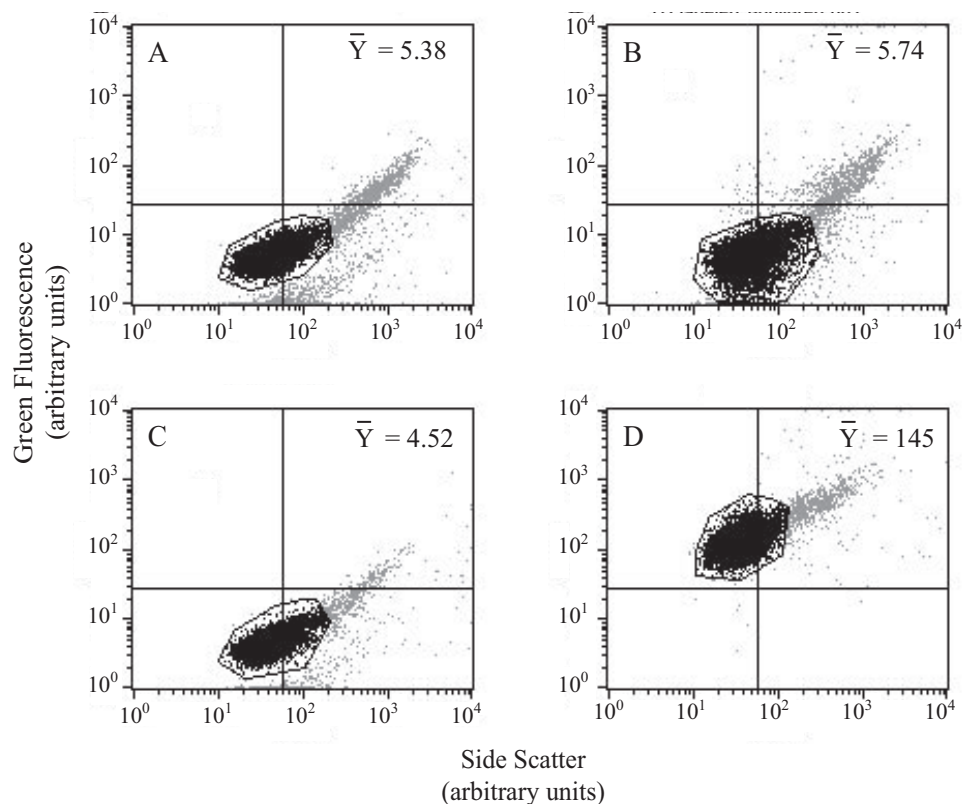 A
Y̅ = 5.38
B
Y̅ = 5.74
10⁴
10³
10²
10¹
10⁰
10⁰ 10¹ 10² 10³ 10⁴
10⁴
10³
10²
10¹
10⁰
10⁰ 10¹ 10² 10³ 10⁴
C
Y̅ = 4.52
D
Y̅ = 145
10⁴
10³
10²
10¹
10⁰
10⁰ 10¹ 10² 10³ 10⁴
10⁴
10³
10²
10¹
10⁰
10⁰ 10¹ 10² 10³ 10⁴
Green Fluorescence
(arbitrary units)
Side Scatter
(arbitrary units)